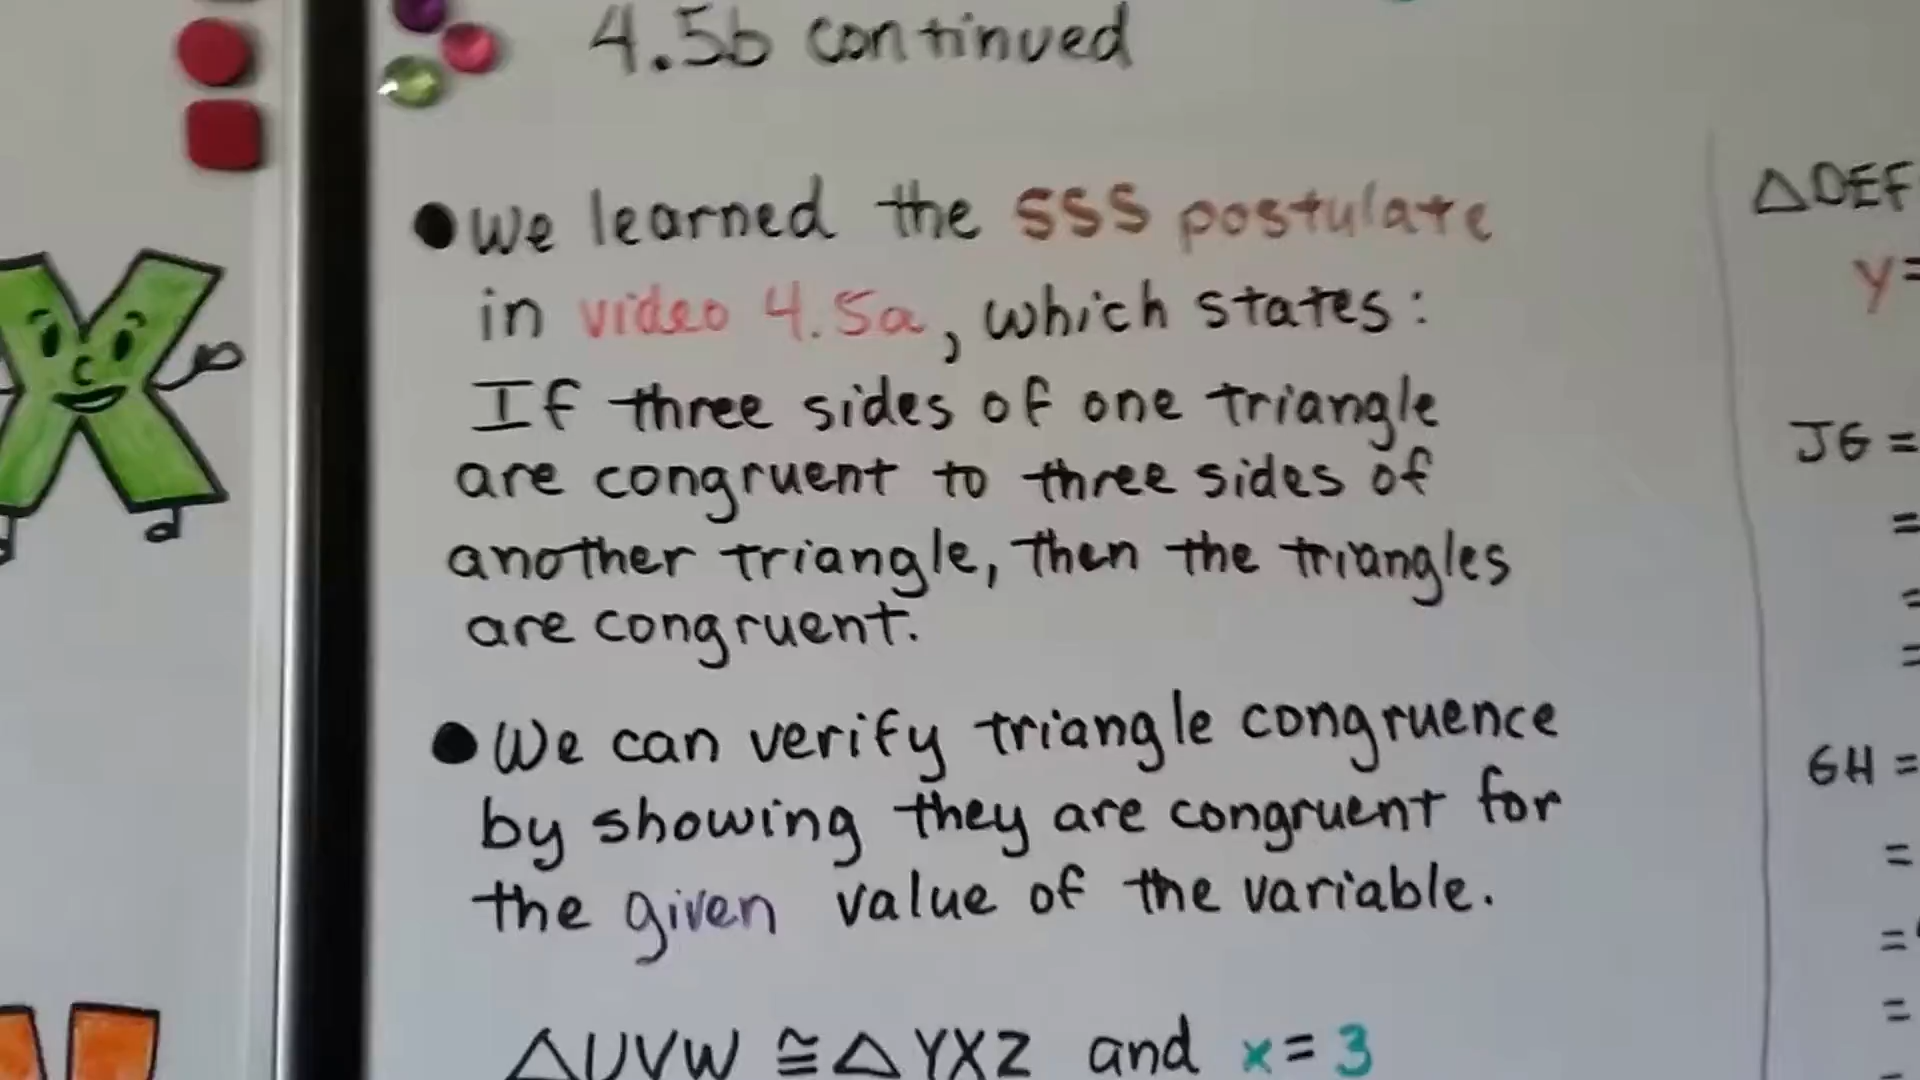 4.5b continued
• We learned the SSS postulate
in video 4.5a, which states:
If three sides of one triangle
are congruent to three sides of
another triangle, then the triangles
are congruent.
• We can verify triangle congruence
by showing they are congruent for
the given value of the variable.
△UVW ≅ △YXZ and x = 3
△DEF
y =
JG =
=
=
=
GH =
=
=
=